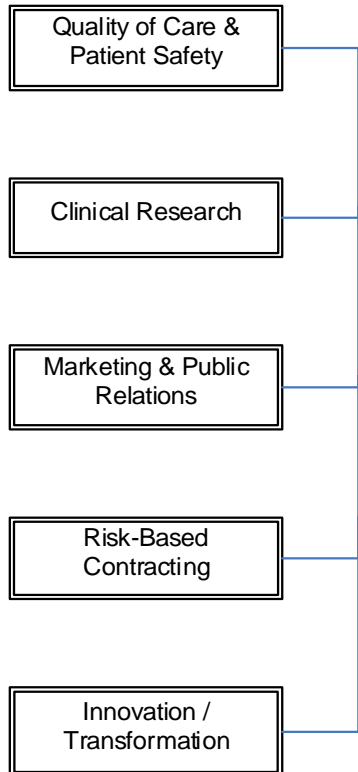 Quality of Care &
Patient Safety
Clinical Research
Marketing & Public
Relations
Risk-Based
Contracting
Innovation /
Transformation